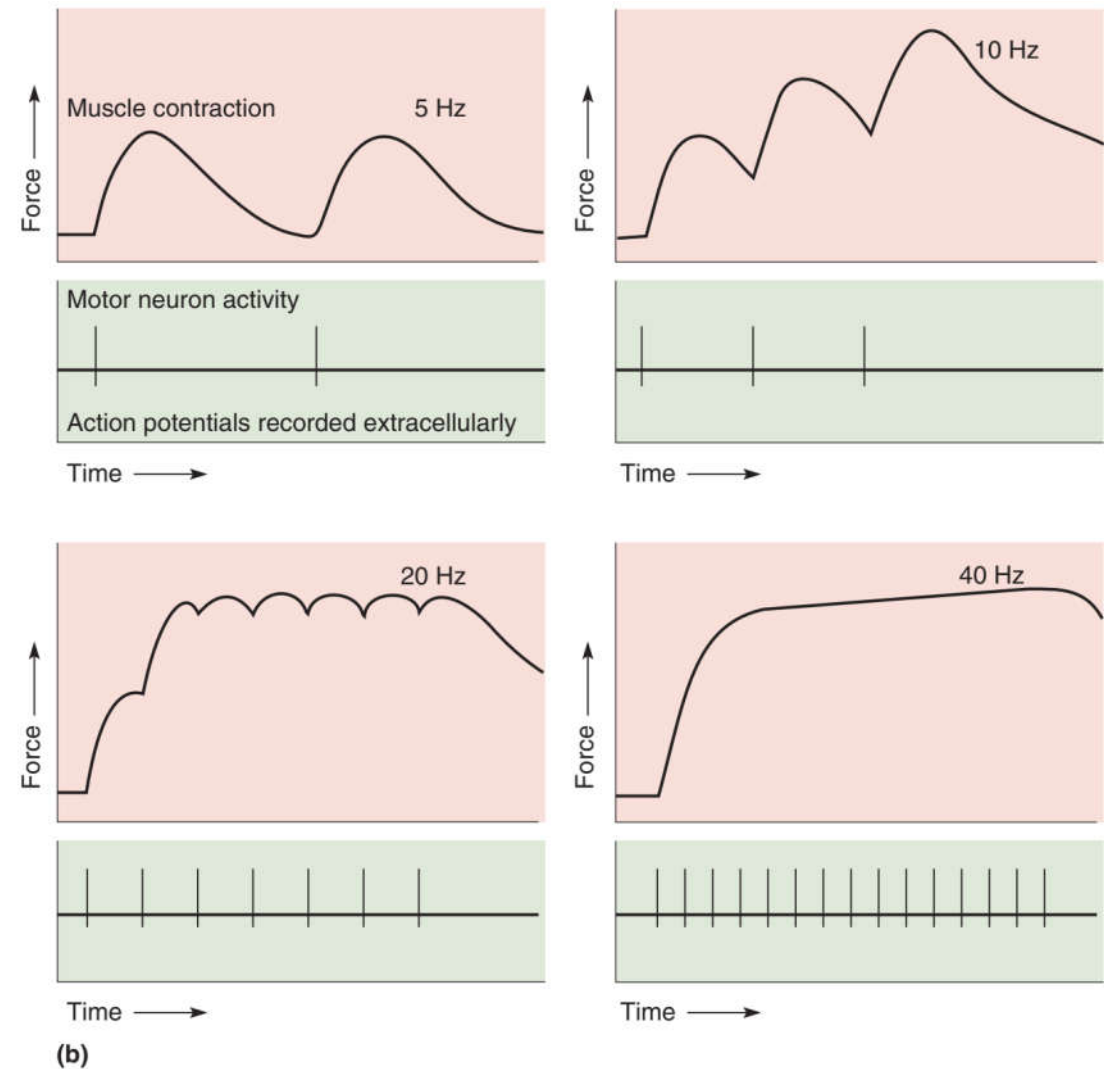 Force
Muscle contraction
5 Hz
Motor neuron activity
Action potentials recorded extracellularly
Time
Force
10 Hz
Time
Force
20 Hz
Time
Force
40 Hz
Time
(b)